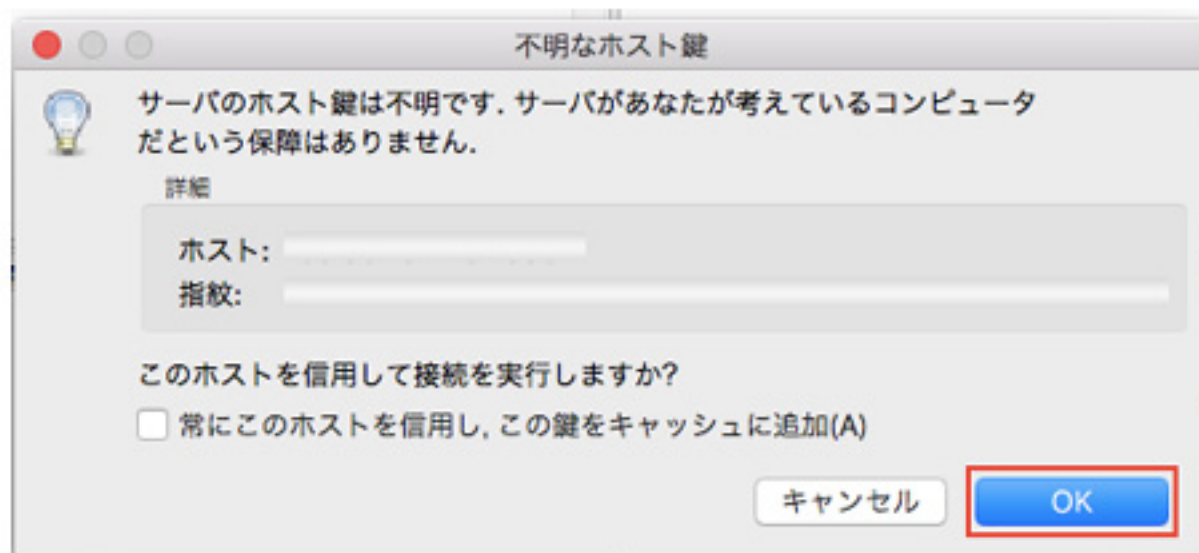 不明なホスト鍵
サーバのホスト鍵は不明です. サーバがあなたが考えているコンピュータ
だという保障はありません.
詳細
ホスト:
指紋:
このホストを信用して接続を実行しますか?
常にこのホストを信用し, この鍵をキャッシュに追加(A)
キャンセル OK